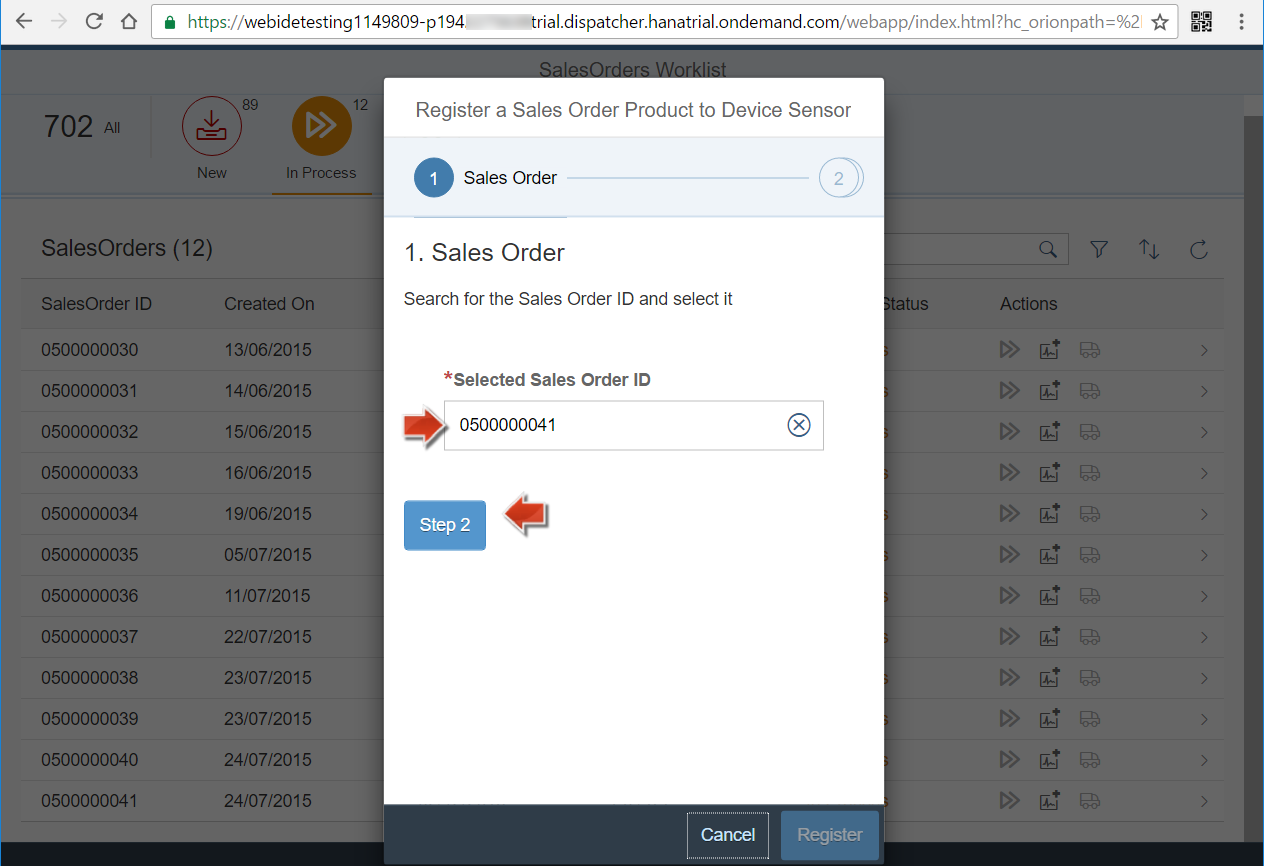 https://webidetesting1149809-p194 trial.dispatcher.hanatrial.ondemand.com/webapp/index.html?hc_orionpath=%2
SalesOrders Worklist
702 All
89
New
12
In Process
SalesOrders (12)
SalesOrder ID Created On Status Actions
0500000030 13/06/2015 s
0500000031 14/06/2015 s
0500000032 15/06/2015 s
0500000033 16/06/2015 s
0500000034 19/06/2015 s
0500000035 05/07/2015 s
0500000036 11/07/2015 s
0500000037 22/07/2015 s
0500000038 23/07/2015 s
0500000039 23/07/2015 s
0500000040 24/07/2015 s
0500000041 24/07/2015 s
Register a Sales Order Product to Device Sensor
1 Sales Order 2
1. Sales Order
Search for the Sales Order ID and select it
*Selected Sales Order ID
0500000041
Step 2
Cancel Register